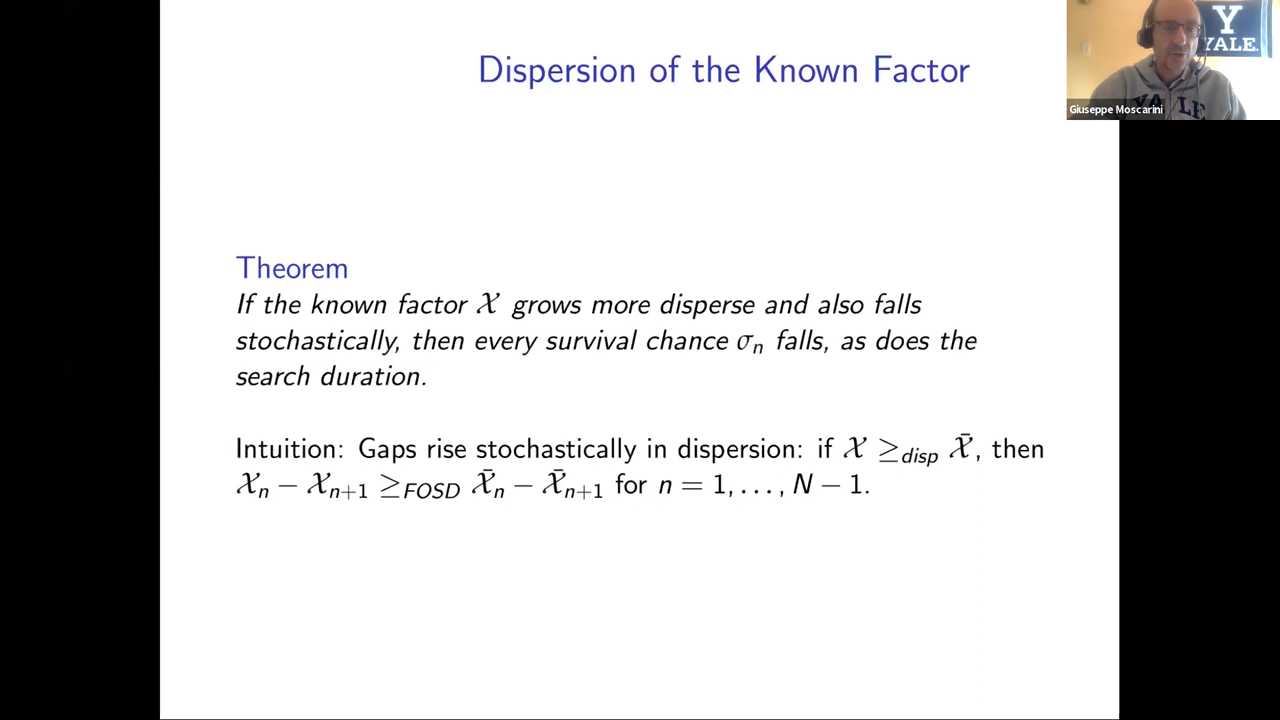 Dispersion of the Known Factor
Y
YALE
YALE
Giuseppe Moscarini
Theorem
If the known factor 𝒳 grows more disperse and also falls
stochastically, then every survival chance σₙ falls, as does the
search duration.
Intuition: Gaps rise stochastically in dispersion: if 𝒳 ≥_disp 𝒳̄, then
𝒳ₙ − 𝒳ₙ₊₁ ≥_FOSD 𝒳̄ₙ − 𝒳̄ₙ₊₁ for n = 1, . . . , N − 1.